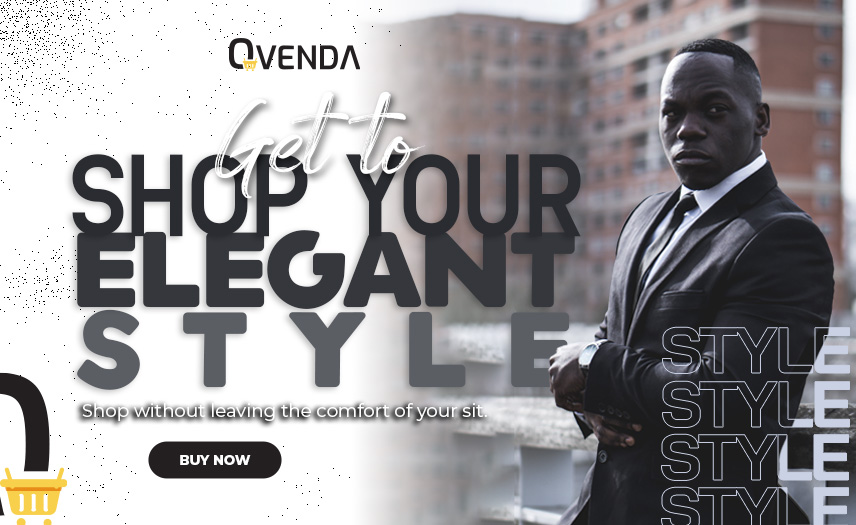 QVENDA
Get to
SHOP YOUR
ELEGANT
STYLE
Shop without leaving the comfort of your sit.
BUY NOW
STYLE
STYLE
STYLE
STYLE